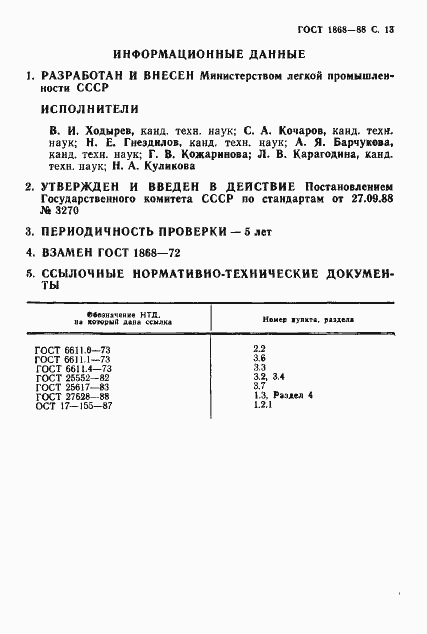 ГОСТ 1868—88 С. 13
ИНФОРМАЦИОННЫЕ ДАННЫЕ
1. РАЗРАБОТАН И ВНЕСЕН Министерством легкой промышлен-
ности СССР
ИСПОЛНИТЕЛИ
В. И. Ходырев, канд. техн. наук; С. А. Кочаров, канд. техн.
наук; Н. Е. Гнездилов, канд. техн. наук; А. Я. Барчукова,
канд. техн. наук; Г. В. Кожаринова; Л. В. Карагодина, канд.
техн. наук; Н. А. Куликова
2. УТВЕРЖДЕН И ВВЕДЕН В ДЕЙСТВИЕ Постановлением
Государственного комитета СССР по стандартам от 27.09.88
№ 3270
3. ПЕРИОДИЧНОСТЬ ПРОВЕРКИ — 5 лет
4. ВЗАМЕН ГОСТ 1868—72
5. ССЫЛОЧНЫЕ НОРМАТИВНО-ТЕХНИЧЕСКИЕ ДОКУМЕН-
ТЫ
Обозначение НТД, на который дана ссылка
Номер пункта, раздела
ГОСТ 6611.0—73 2.2
ГОСТ 6611.1—73 3.6
ГОСТ 6611.4—73 3.3
ГОСТ 25552—82 3.2, 3.4
ГОСТ 25617—83 3.7
ГОСТ 27628—88 1.3, Раздел 4
ОСТ 17—155—87 1.2.1